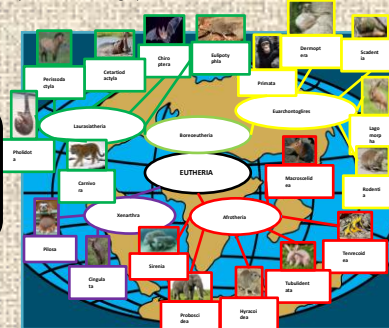 Perissoda
ctyla
Cetartiod
actyla
Chiro
ptera
Eulipoty
phla
Primata
Dermopt
era
Scadent
ia
Laurasiatheria
Boreoeutheria
Euarchontoglires
Lago
morp
ha
Pholidot
a
Carnivo
ra
EUTHERIA
Macroscelid
ea
Rodenti
a
Xenarthra
Afrotheria
Pilosa
Cingula
ta
Sirenia
Probosci
dea
Hyracoi
dea
Tubulident
ata
Tenrecoid
ea